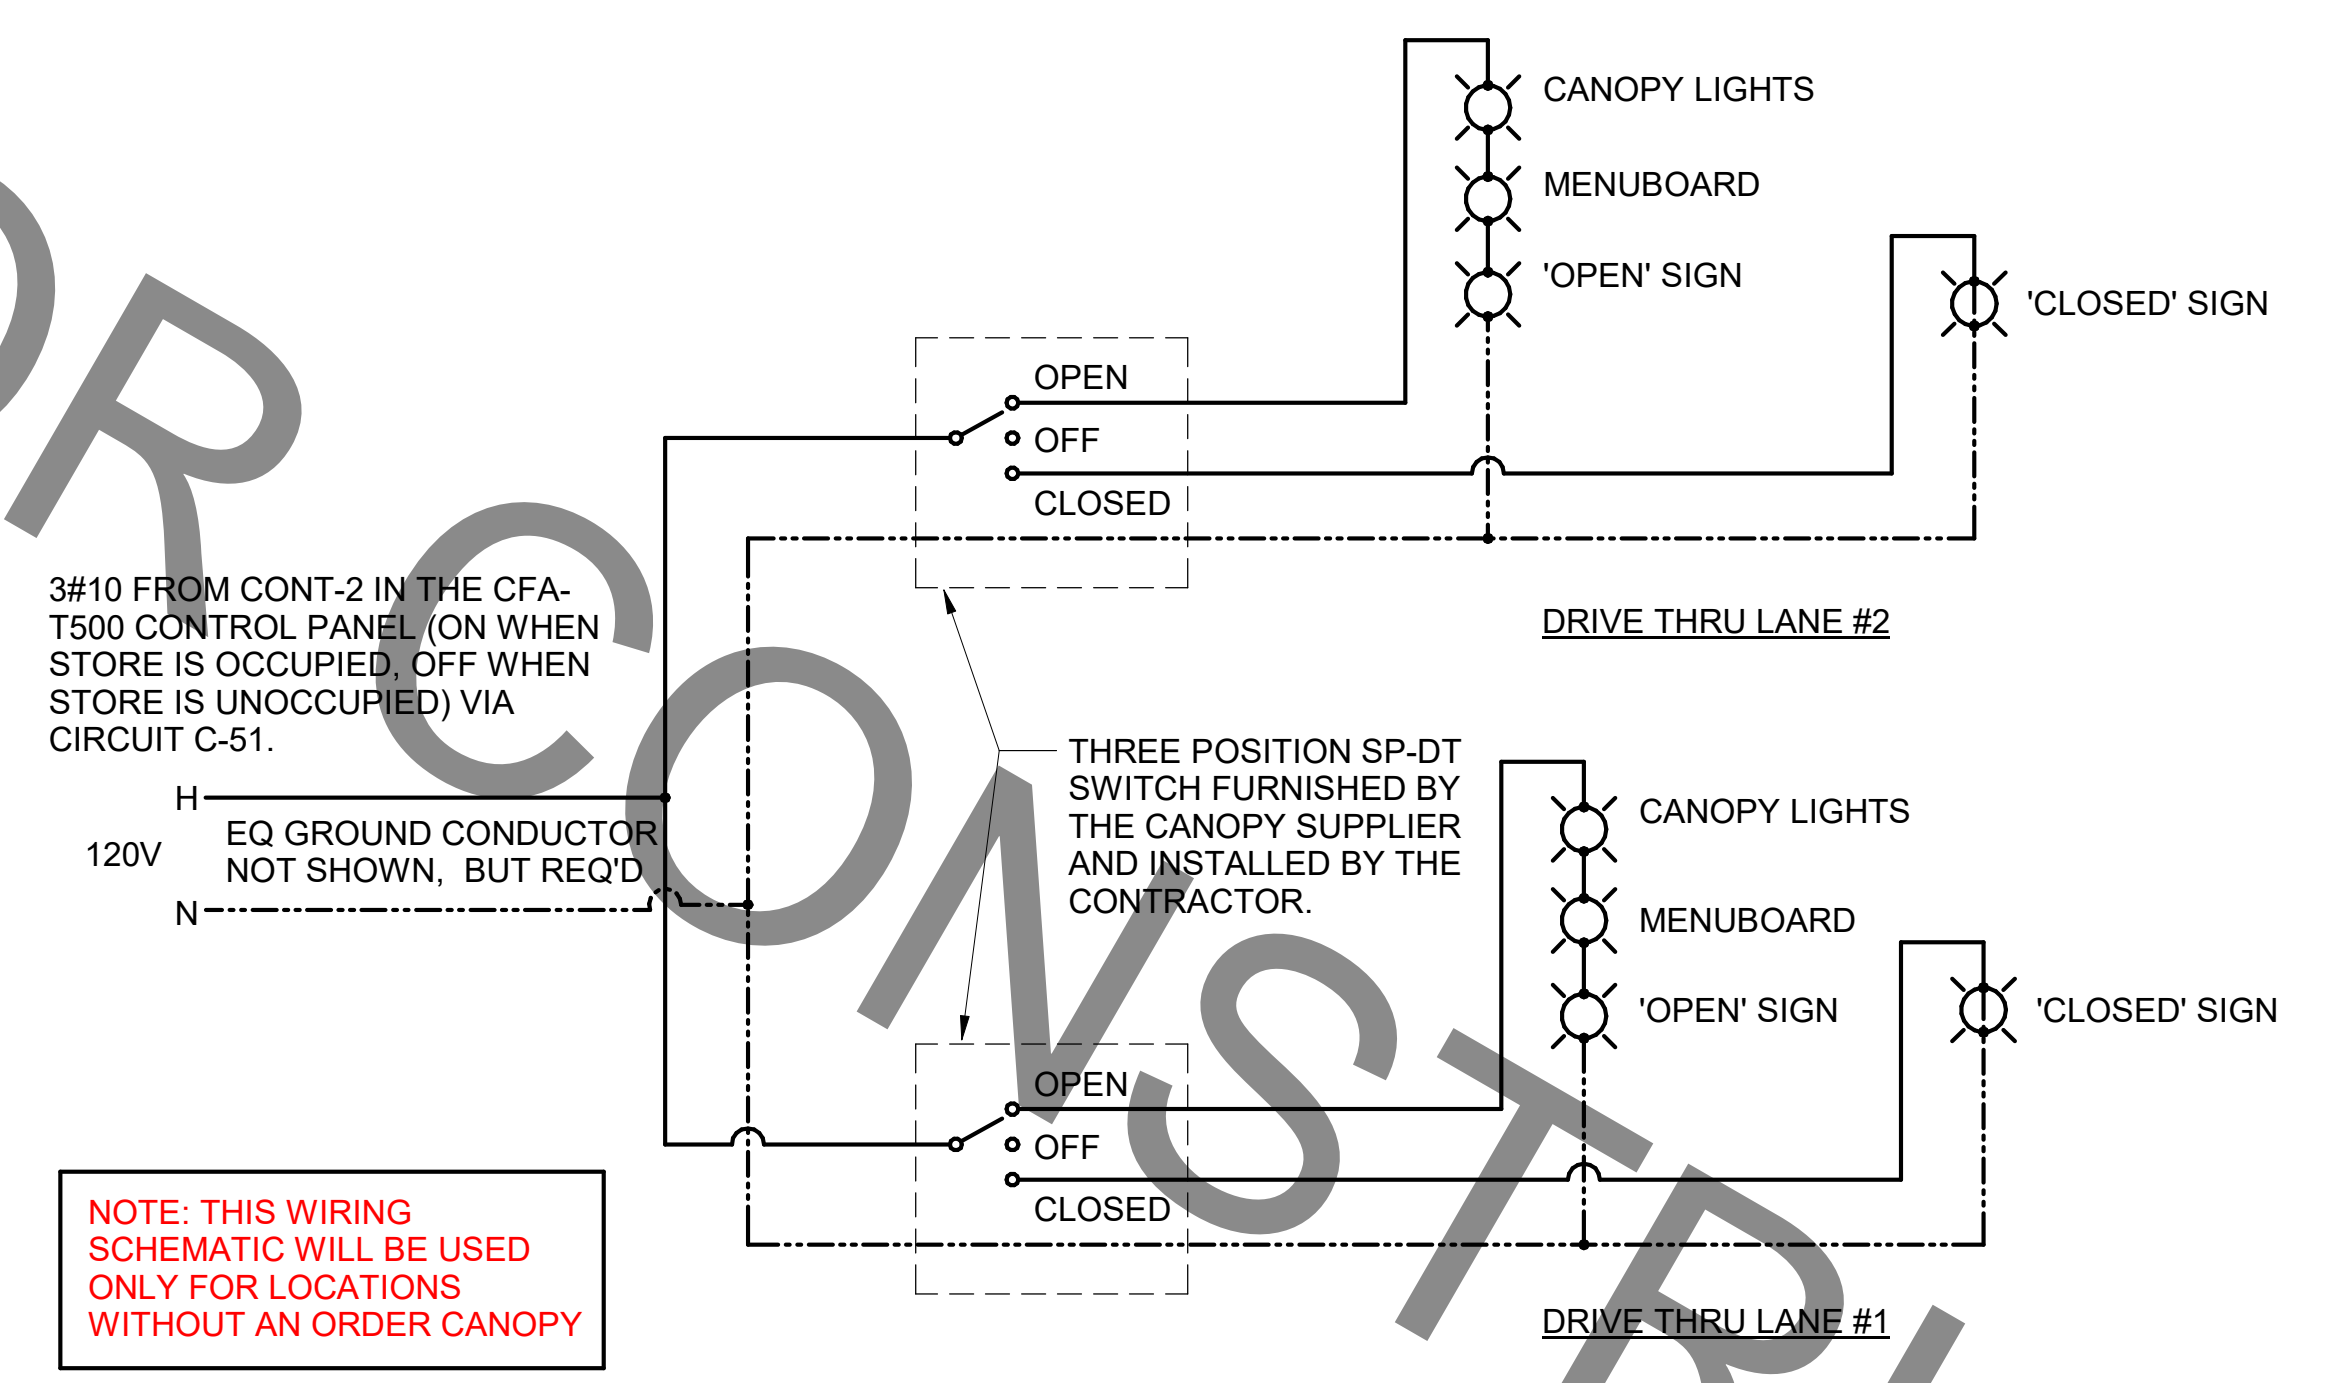 CANOPY LIGHTS
MENUBOARD
'OPEN' SIGN
'CLOSED' SIGN
OPEN
OFF
CLOSED
DRIVE THRU LANE #2
3#10 FROM CONT-2 IN THE CFA-
T500 CONTROL PANEL (ON WHEN
STORE IS OCCUPIED, OFF WHEN
STORE IS UNOCCUPIED) VIA
CIRCUIT C-51.
H
120V
N
EQ GROUND CONDUCTOR
NOT SHOWN,  BUT REQ'D
THREE POSITION SP-DT
SWITCH FURNISHED BY
THE CANOPY SUPPLIER
AND INSTALLED BY THE
CONTRACTOR.
CANOPY LIGHTS
MENUBOARD
'OPEN' SIGN
'CLOSED' SIGN
OPEN
OFF
CLOSED
DRIVE THRU LANE #1
NOTE: THIS WIRING
SCHEMATIC WILL BE USED
ONLY FOR LOCATIONS
WITHOUT AN ORDER CANOPY
OR CONSTR